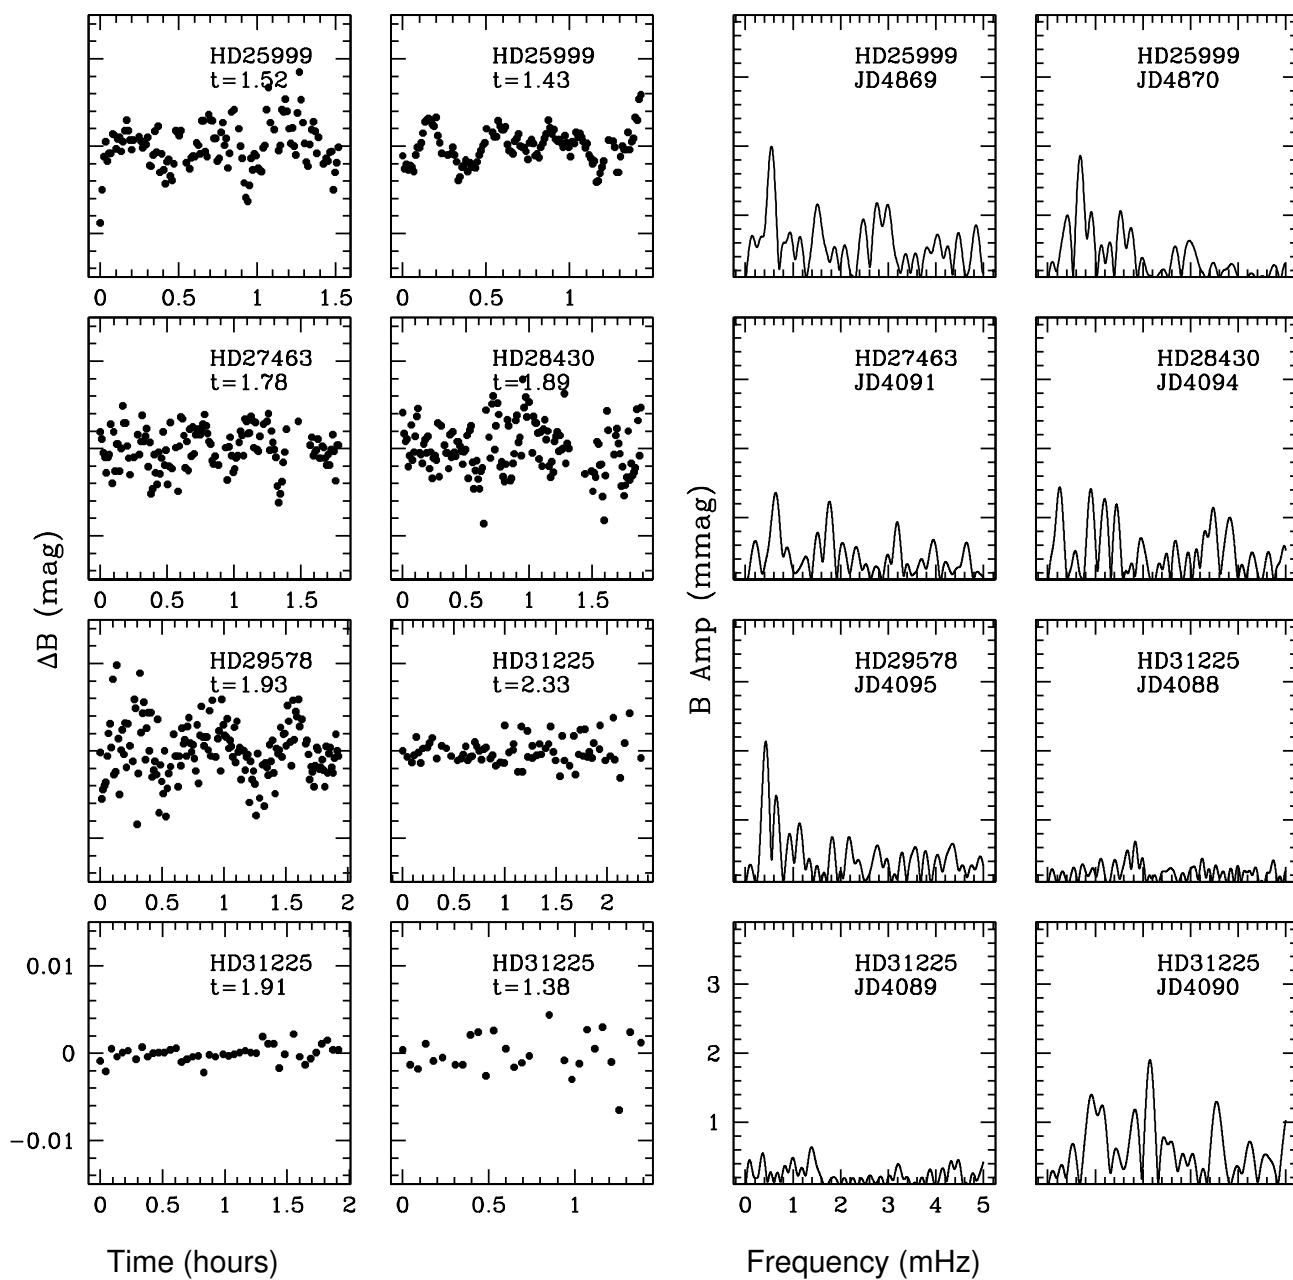 HD25999
t=1.52
HD25999
t=1.43
HD25999
JD4869
HD25999
JD4870
0 0.5 1 1.5
0 0.5 1
HD27463
t=1.78
HD28430
t=1.89
HD27463
JD4091
HD28430
JD4094
0 0.5 1 1.5
0 0.5 1 1.5
ΔB (mag)
B Amp (mmag)
HD29578
t=1.93
HD31225
t=2.33
HD29578
JD4095
HD31225
JD4088
0 0.5 1 1.5 2
0 0.5 1 1.5 2
HD31225
t=1.91
HD31225
t=1.38
HD31225
JD4089
HD31225
JD4090
0.01
0
−0.01
3
2
1
0 0.5 1 1.5 2
0 0.5 1
0 1 2 3 4 5
Time (hours)
Frequency (mHz)